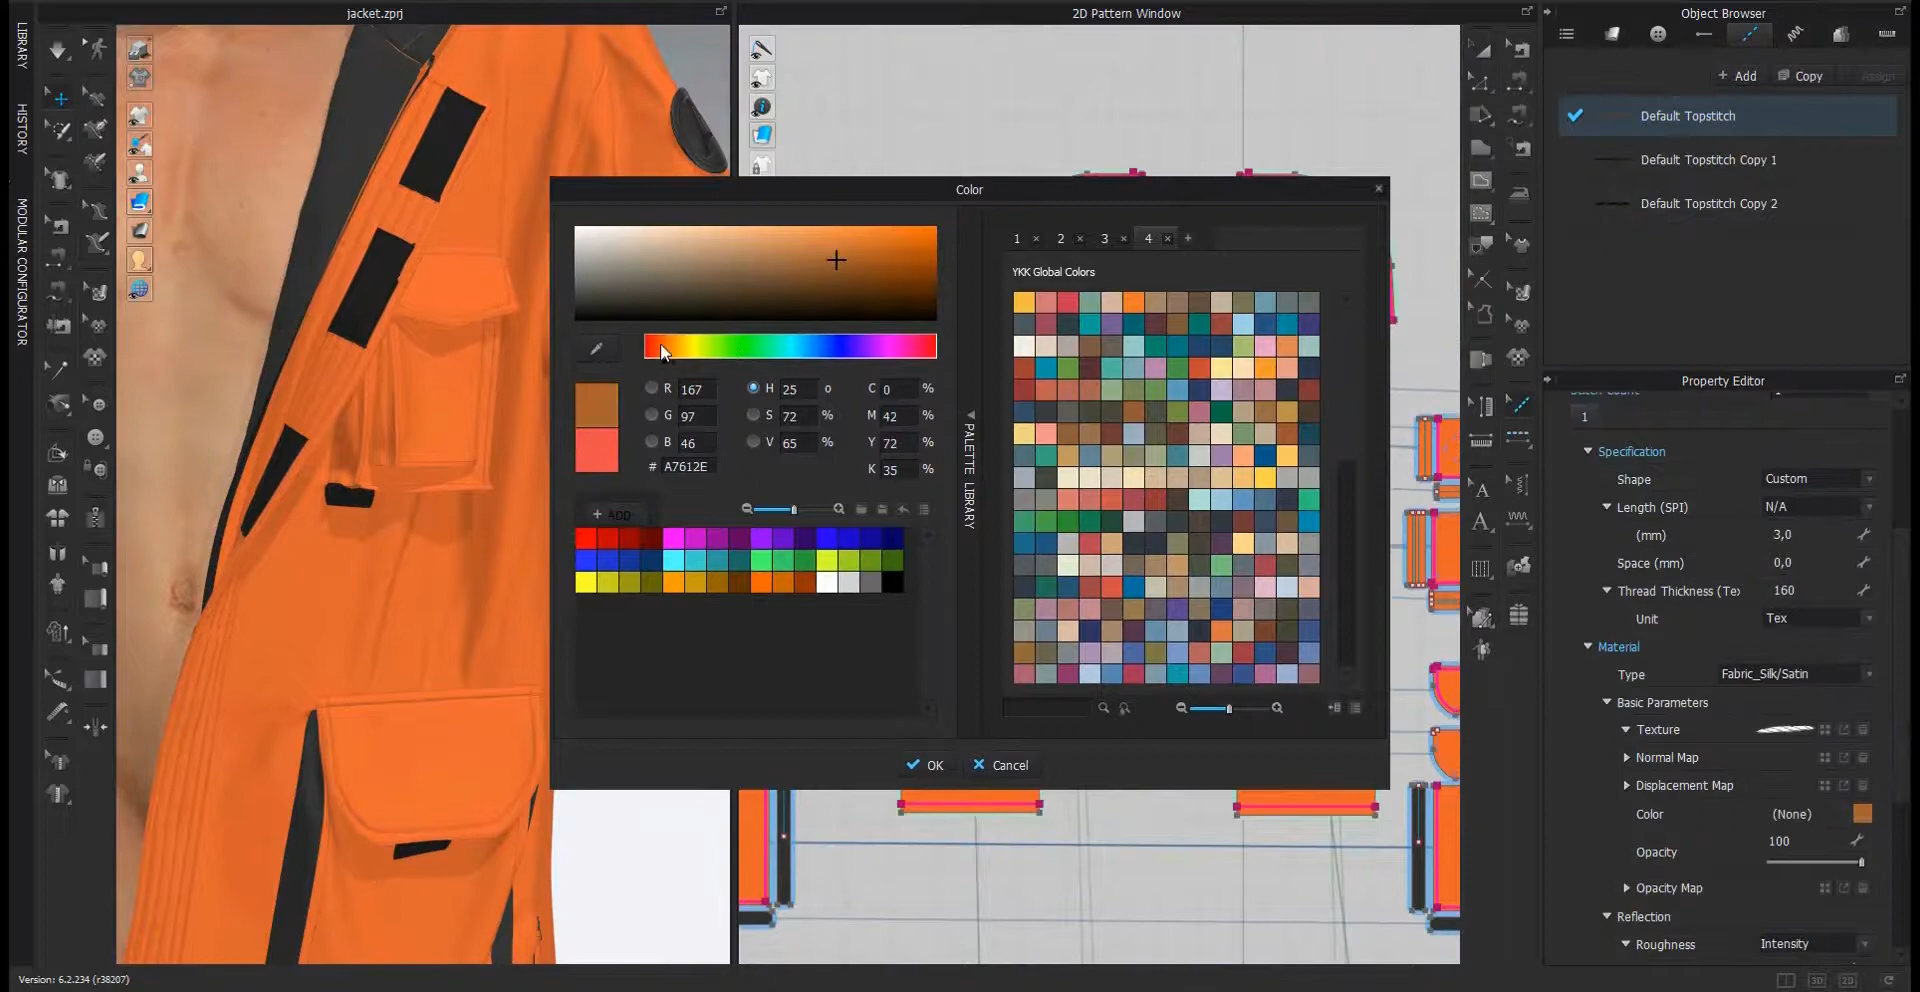 jacket.zprj
2D Pattern Window
Object Browser
LIBRARY
HISTORY
MODULAR CONFIGURATOR
+ Add
Copy
Assign
Default Topstitch
Default Topstitch Copy 1
Default Topstitch Copy 2
Color
1 × 2 × 3 × 4 × +
YKK Global Colors
R 167 H 25 o C 0 %
G 97 S 72 % M 42 %
B 46 V 65 % Y 72 %
# A7612E K 35 %
+ ADD
PALETTE LIBRARY
OK
Cancel
Property Editor
1
Specification
Shape Custom
Length (SPI) N/A
(mm) 3,0
Space (mm) 0,0
Thread Thickness (Te 160
Unit Tex
Material
Type Fabric_Silk/Satin
Basic Parameters
Texture
Normal Map
Displacement Map
Color (None)
Opacity 100
Opacity Map
Reflection
Roughness Intensity
Version: 6.2.234 (r38207)
3D 2D